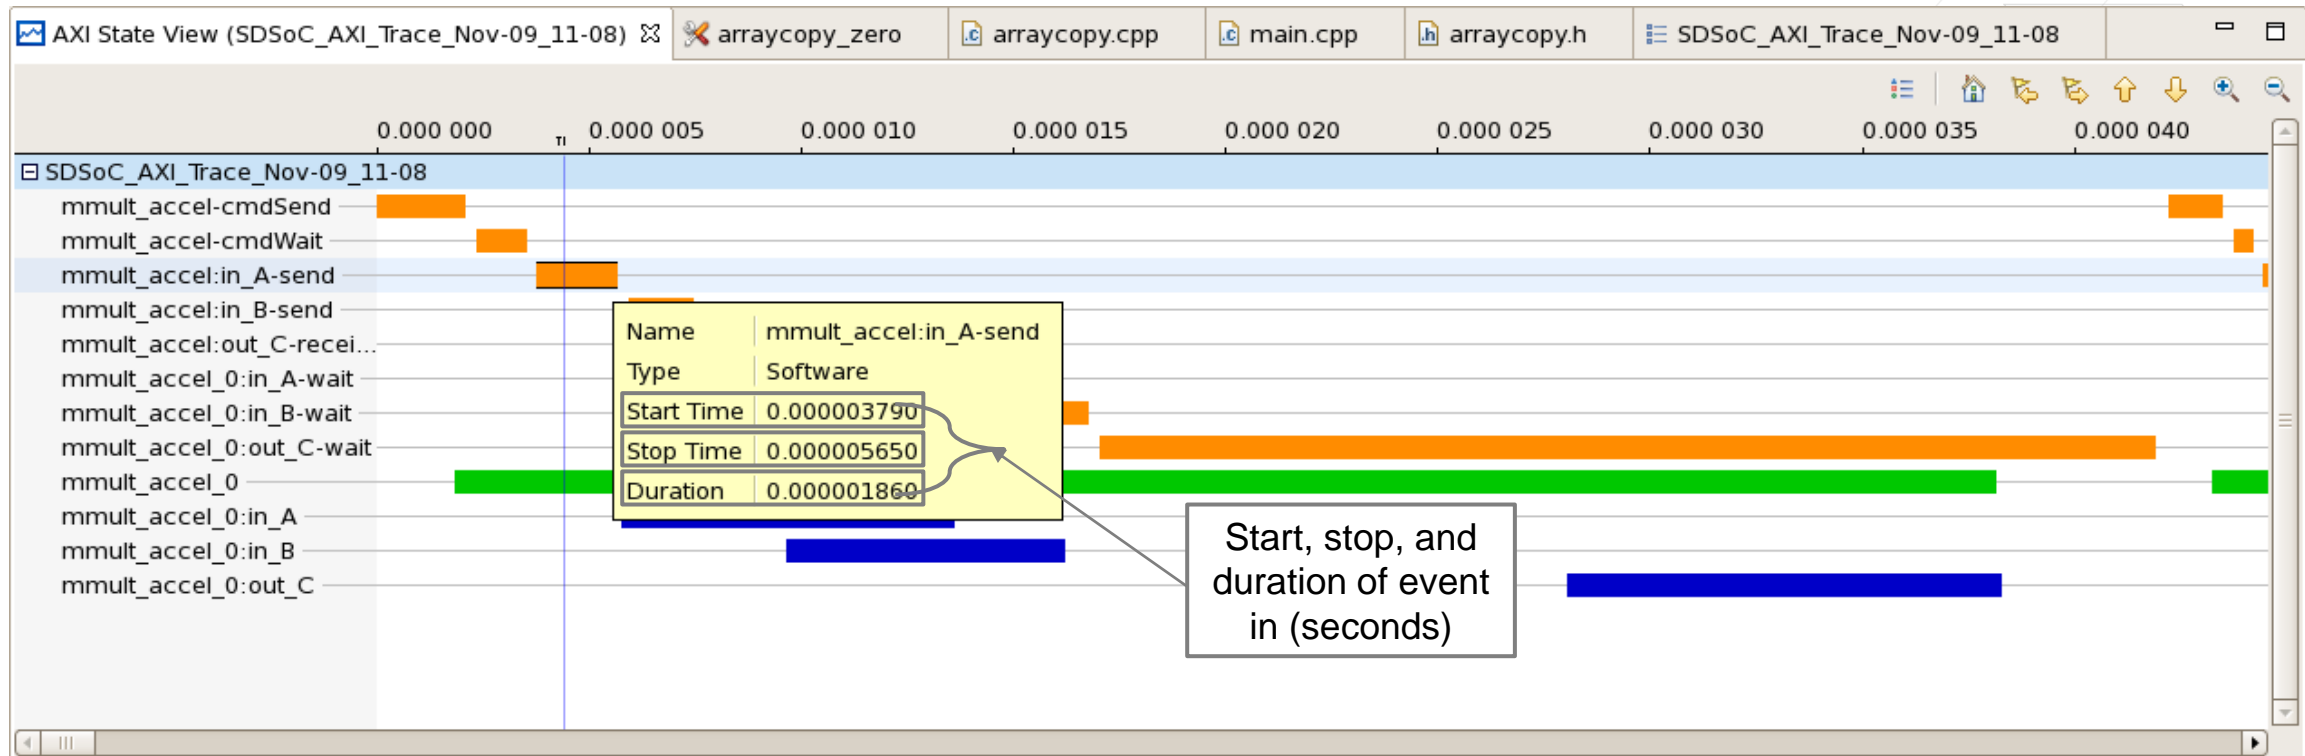 AXI State View (SDSoC_AXI_Trace_Nov-09_11-08) arraycopy_zero arraycopy.cpp main.cpp arraycopy.h SDSoC_AXI_Trace_Nov-09_11-08
0.000 000 0.000 005 0.000 010 0.000 015 0.000 020 0.000 025 0.000 030 0.000 035 0.000 040
TI
SDSoC_AXI_Trace_Nov-09_11-08
mmult_accel-cmdSend
mmult_accel-cmdWait
mmult_accel:in_A-send
mmult_accel:in_B-send
mmult_accel:out_C-recei...
mmult_accel_0:in_A-wait
mmult_accel_0:in_B-wait
mmult_accel_0:out_C-wait
mmult_accel_0
mmult_accel_0:in_A
mmult_accel_0:in_B
mmult_accel_0:out_C
Name mmult_accel:in_A-send
Type Software
Start Time 0.000003790
Stop Time 0.000005650
Duration 0.000001860
Start, stop, and
duration of event
in (seconds)